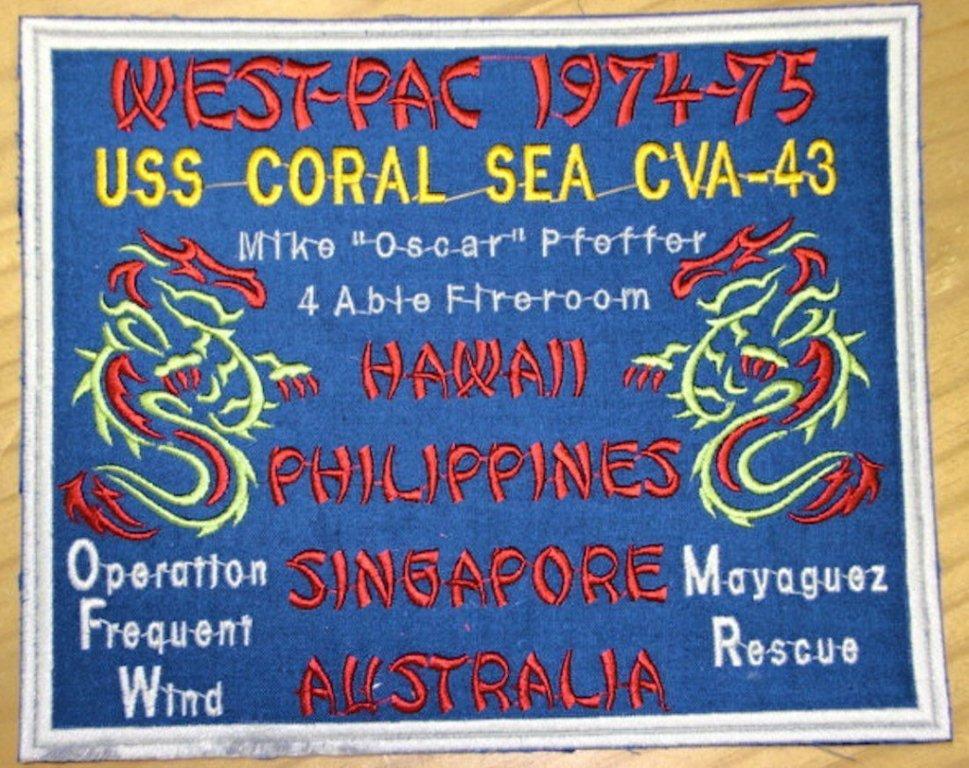 WEST-PAC 1974-75
USS CORAL SEA CVA-43
Mike "Oscar" Pfeffer
4 Able Fireroom
HAWAII
PHILIPPINES
SINGAPORE
AUSTRALIA
Operation
Frequent
Wind
Mayaguez
Rescue